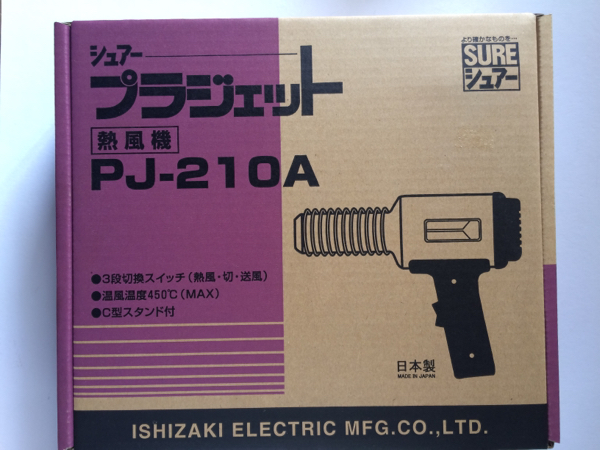 シュアー
プラジェット
熱風機
PJ-210A
より確かなものを…
SURE
シュアー
●3段切換スイッチ(熱風・切・送風)
●温風温度450℃(MAX)
●C型スタンド付
日本製
MADE IN JAPAN
ISHIZAKI ELECTRIC MFG.CO.,LTD.